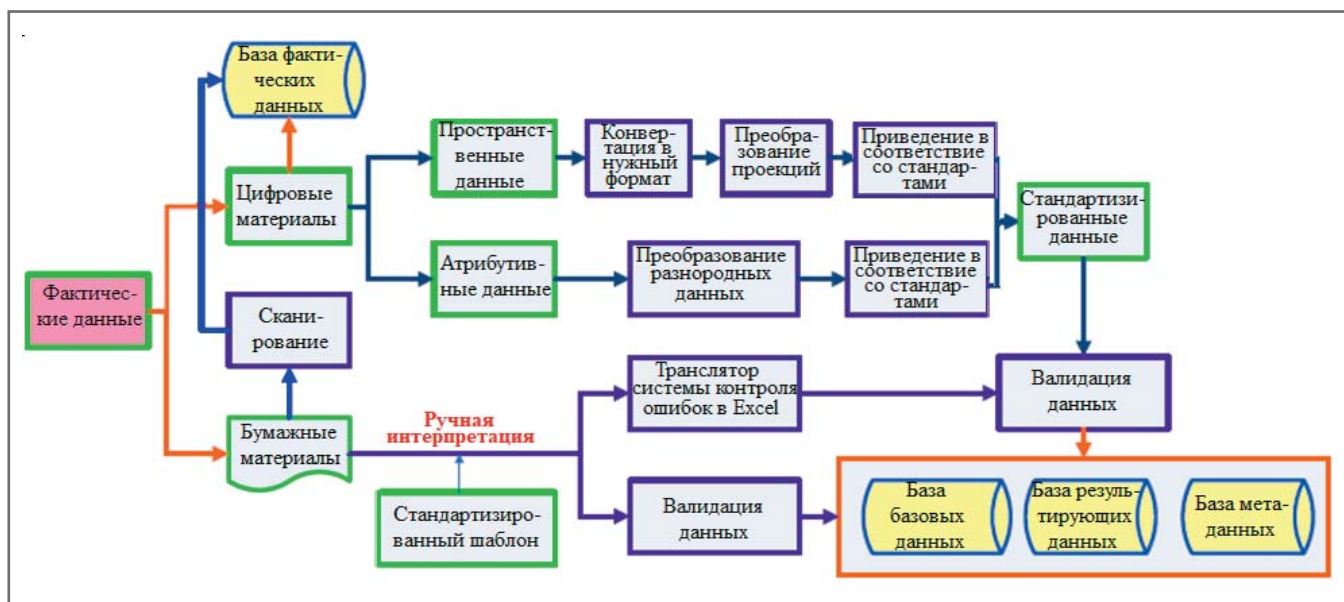 База факти-
ческих
данных
Пространст-
венные
данные
Конвер-
тация в
нужный
формат
Преобра-
зование
проекций
Приведение в
соответствие
со стандар-
тами
Цифровые
материалы
Стандартизи-
рованные
данные
Атрибутив-
ные данные
Преобразование
разнородных
данных
Приведение в
соответствие
со стандар-
тами
Фактичес-
кие данные
Скани-
рование
Транслятор
системы контроля
ошибок в Excel
Валидация
данных
Ручная
интерпретация
Бумажные
материалы
Стандартизиро-
ванный шаблон
Валидация
данных
База
базовых
данных
База резуль-
тирующих
данных
База мета-
данных